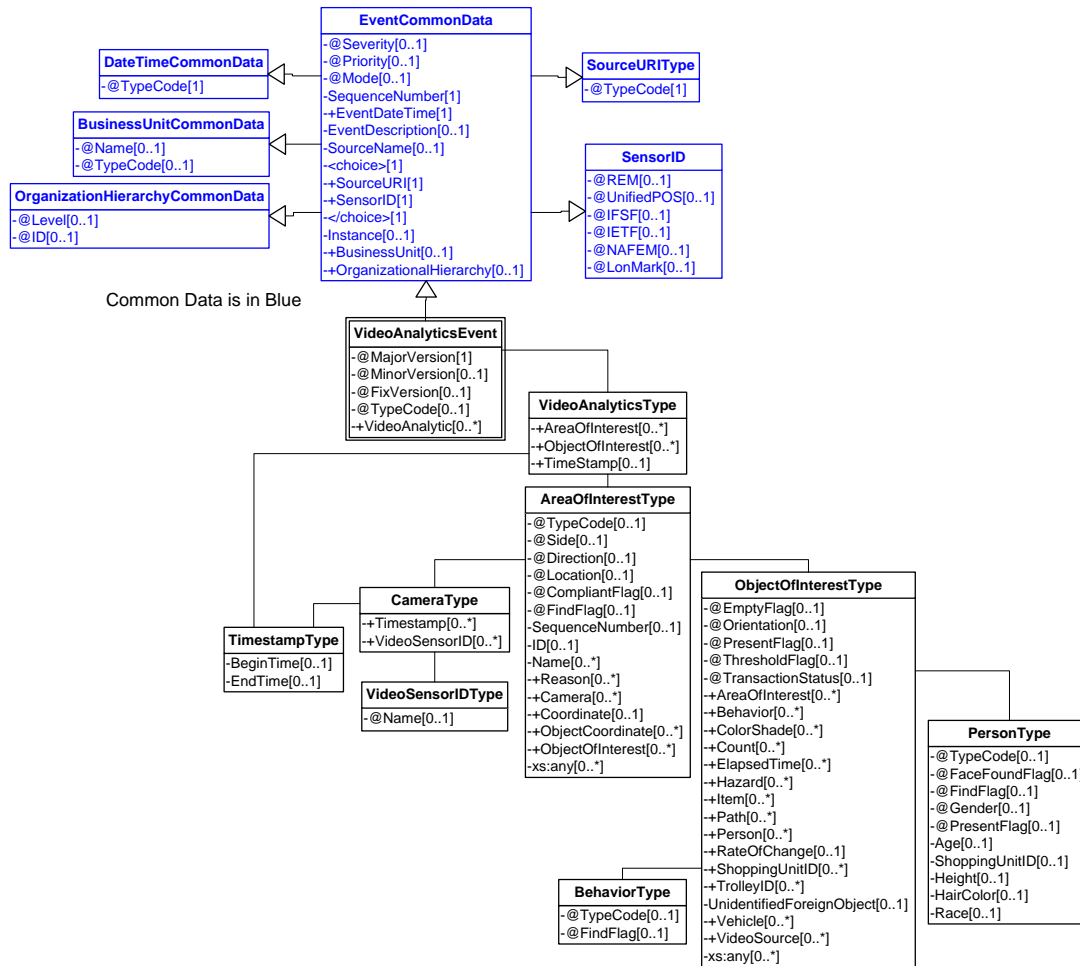 EventCommonData
-@Severity[0..1]
-@Priority[0..1]
-@Mode[0..1]
-SequenceNumber[1]
-+EventDateTime[1]
-EventDescription[0..1]
-SourceName[0..1]
-<choice>[1]
-+SourceURI[1]
-+SensorID[1]
-</choice>[1]
-Instance[0..1]
-+BusinessUnit[0..1]
-+OrganizationalHierarchy[0..1]
DateTimeCommonData
-@TypeCode[1]
BusinessUnitCommonData
-@Name[0..1]
-@TypeCode[0..1]
OrganizationHierarchyCommonData
-@Level[0..1]
-@ID[0..1]
SourceURIType
-@TypeCode[1]
SensorID
-@REM[0..1]
-@UnifiedPOS[0..1]
-@IFSF[0..1]
-@IETF[0..1]
-@NAFEM[0..1]
-@LonMark[0..1]
Common Data is in Blue
VideoAnalyticsEvent
-@MajorVersion[1]
-@MinorVersion[0..1]
-@FixVersion[0..1]
-@TypeCode[0..1]
-+VideoAnalytic[0..*]
VideoAnalyticsType
-+AreaOfInterest[0..*]
-+ObjectOfInterest[0..*]
-+TimeStamp[0..1]
AreaOfInterestType
-@TypeCode[0..1]
-@Side[0..1]
-@Direction[0..1]
-@Location[0..1]
-@CompliantFlag[0..1]
-@FindFlag[0..1]
-SequenceNumber[0..1]
-ID[0..1]
-Name[0..*]
-+Reason[0..*]
-+Camera[0..*]
-+Coordinate[0..1]
-+ObjectCoordinate[0..*]
-+ObjectOfInterest[0..*]
-xs:any[0..*]
CameraType
-+Timestamp[0..*]
-+VideoSensorID[0..*]
TimestampType
-BeginTime[0..1]
-EndTime[0..1]
VideoSensorIDType
-@Name[0..1]
ObjectOfInterestType
-@EmptyFlag[0..1]
-@Orientation[0..1]
-@PresentFlag[0..1]
-@ThresholdFlag[0..1]
-@TransactionStatus[0..1]
-+AreaOfInterest[0..*]
-+Behavior[0..*]
-+ColorShade[0..*]
-+Count[0..*]
-+ElapsedTime[0..*]
-+Hazard[0..*]
-+Item[0..*]
-+Path[0..*]
-+Person[0..*]
-+RateOfChange[0..1]
-+ShoppingUnitID[0..*]
-+TrolleyID[0..*]
-UnidentifiedForeignObject[0..1]
-+Vehicle[0..*]
-+VideoSource[0..*]
-xs:any[0..*]
PersonType
-@TypeCode[0..1]
-@FaceFoundFlag[0..1]
-@FindFlag[0..1]
-@Gender[0..1]
-@PresentFlag[0..1]
-Age[0..1]
-ShoppingUnitID[0..1]
-Height[0..1]
-HairColor[0..1]
-Race[0..1]
BehaviorType
-@TypeCode[0..1]
-@FindFlag[0..1]